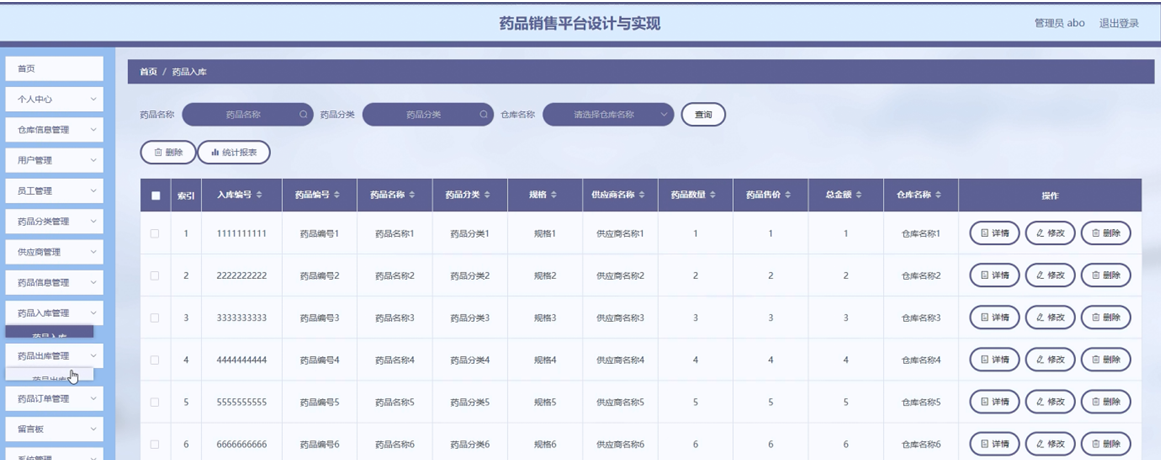 药品销售平台设计与实现
管理员 abo 退出登录
首页
个人中心
仓库信息管理
用户管理
员工管理
药品分类管理
供应商管理
药品信息管理
药品入库管理
药品入库
药品出库管理
药品出库
药品订单管理
留言板
系统管理
首页 / 药品入库
药品名称 药品名称 药品分类 药品分类 仓库名称 请选择仓库名称 查询
删除 统计报表
索引 入库编号 药品编号 药品名称 药品分类 规格 供应商名称 药品数量 药品售价 总金额 仓库名称 操作
1 1111111111 药品编号1 药品名称1 药品分类1 规格1 供应商名称1 1 1 1 仓库名称1 详情 修改 删除
2 2222222222 药品编号2 药品名称2 药品分类2 规格2 供应商名称2 2 2 2 仓库名称2 详情 修改 删除
3 3333333333 药品编号3 药品名称3 药品分类3 规格3 供应商名称3 3 3 3 仓库名称3 详情 修改 删除
4 4444444444 药品编号4 药品名称4 药品分类4 规格4 供应商名称4 4 4 4 仓库名称4 详情 修改 删除
5 5555555555 药品编号5 药品名称5 药品分类5 规格5 供应商名称5 5 5 5 仓库名称5 详情 修改 删除
6 6666666666 药品编号6 药品名称6 药品分类6 规格6 供应商名称6 6 6 6 仓库名称6 详情 修改 删除